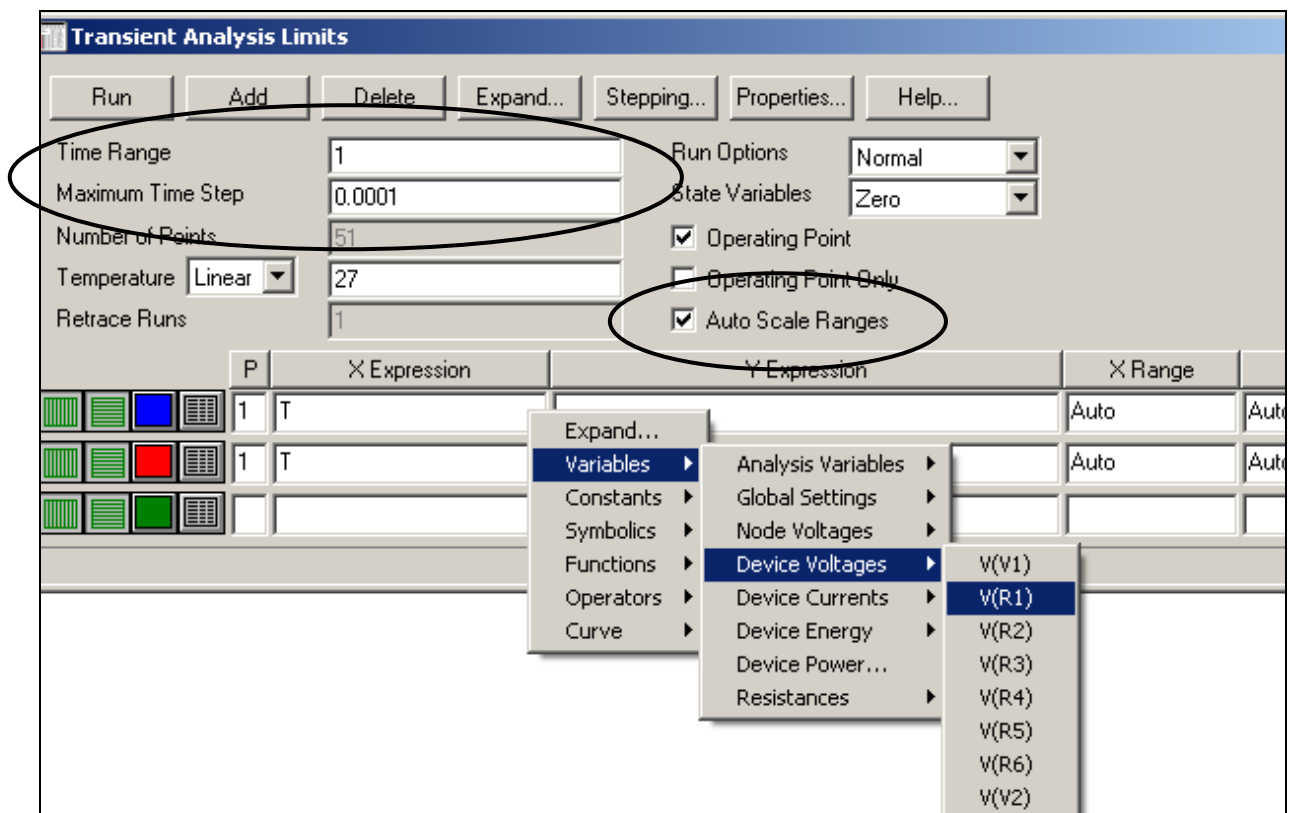 Transient Analysis Limits
Run Add Delete Expand... Stepping... Properties... Help...
Time Range 1 Run Options Normal
Maximum Time Step 0.0001 State Variables Zero
Number of Points 51 Operating Point
Temperature Linear 27 Operating Point Only
Retrace Runs 1 Auto Scale Ranges
P X Expression Y Expression X Range
1 T Auto Auto
Expand...
1 T Auto Auto
Variables Analysis Variables
Constants Global Settings
Symbolics Node Voltages
Functions Device Voltages V(V1)
Operators Device Currents V(R1)
Curve Device Energy V(R2)
Device Power... V(R3)
Resistances V(R4)
V(R5)
V(R6)
V(V2)